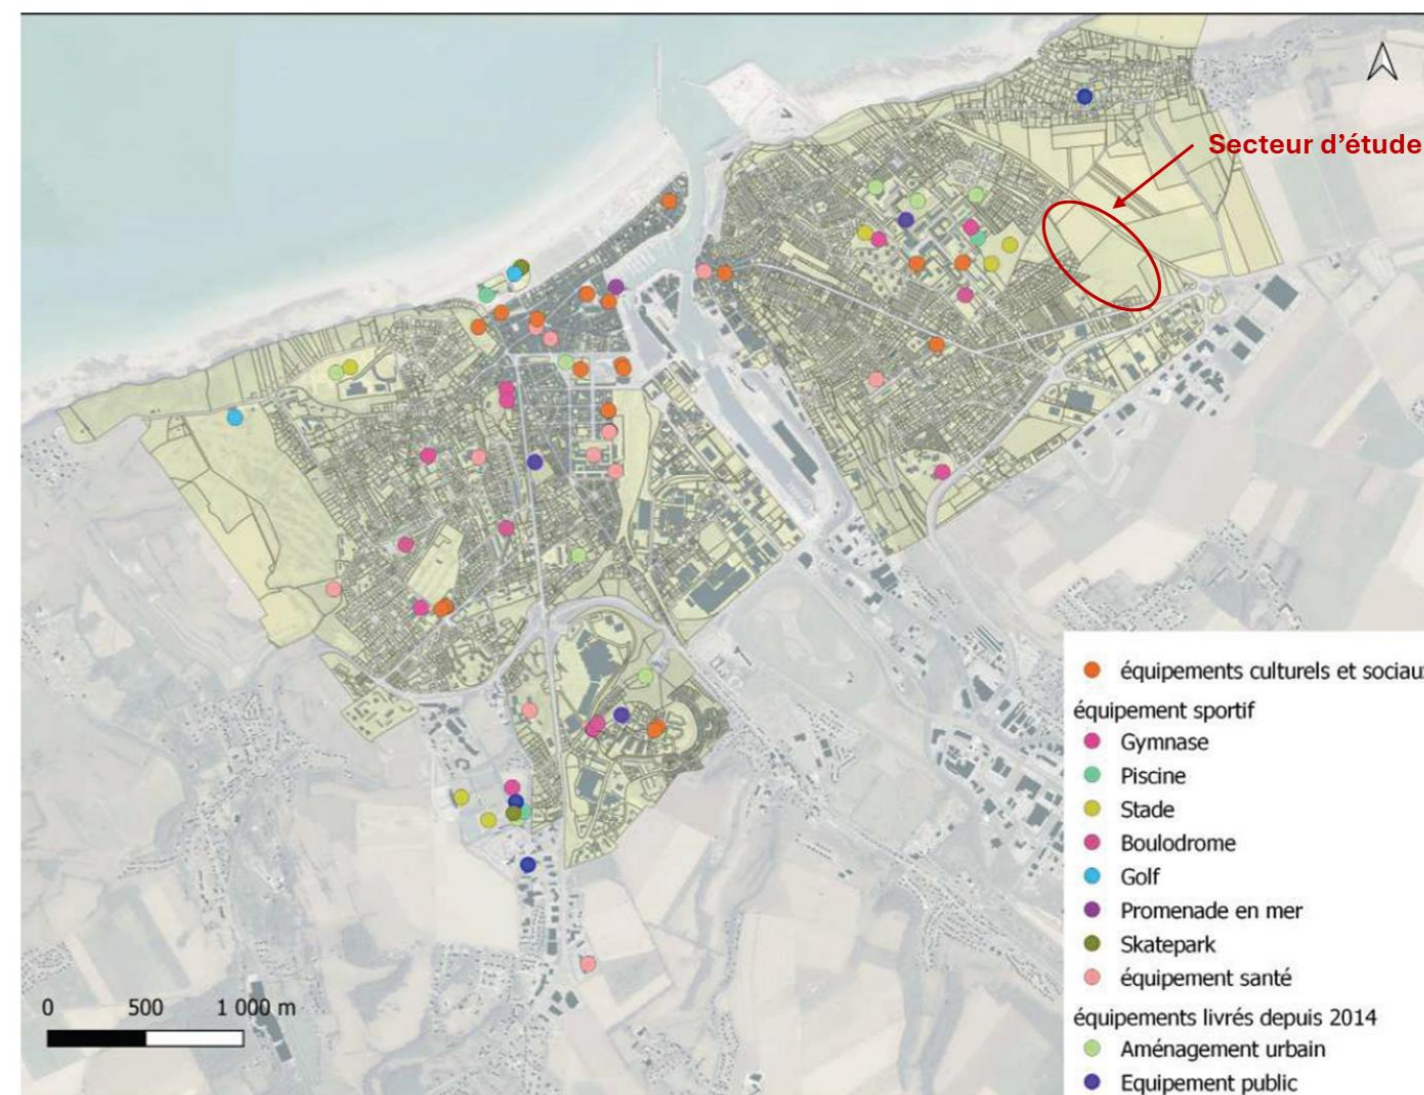 Secteur d'étude
équipements culturels et sociau
équipement sportif
Gymnase
Piscine
Stade
Boulodrome
Golf
Promenade en mer
Skatepark
équipement santé
équipements livrés depuis 2014
Aménagement urbain
Equipement public
0 500 1 000 m